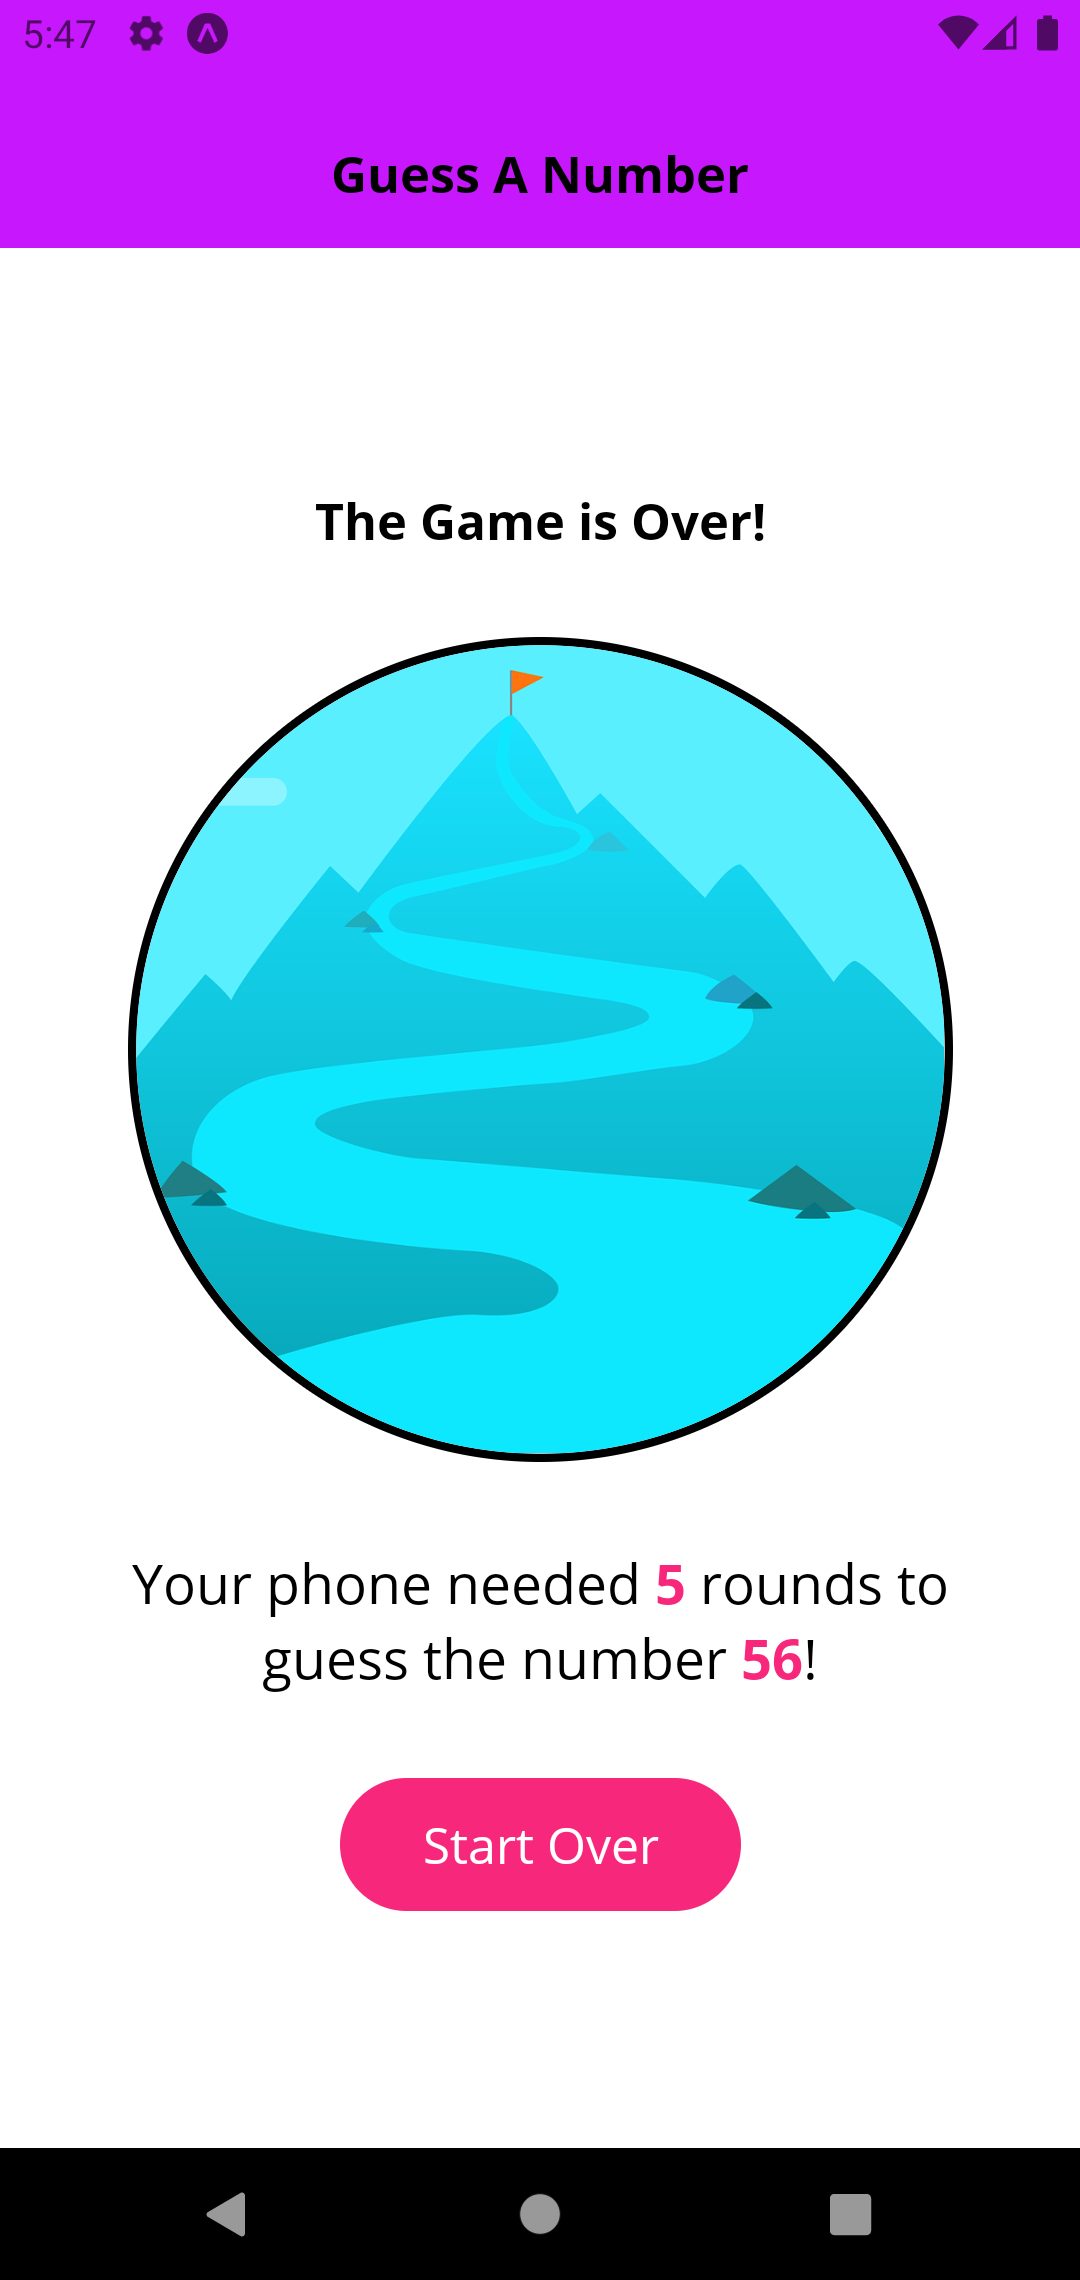 5:47
Guess A Number
The Game is Over!
Your phone needed 5 rounds to
guess the number 56!
Start Over